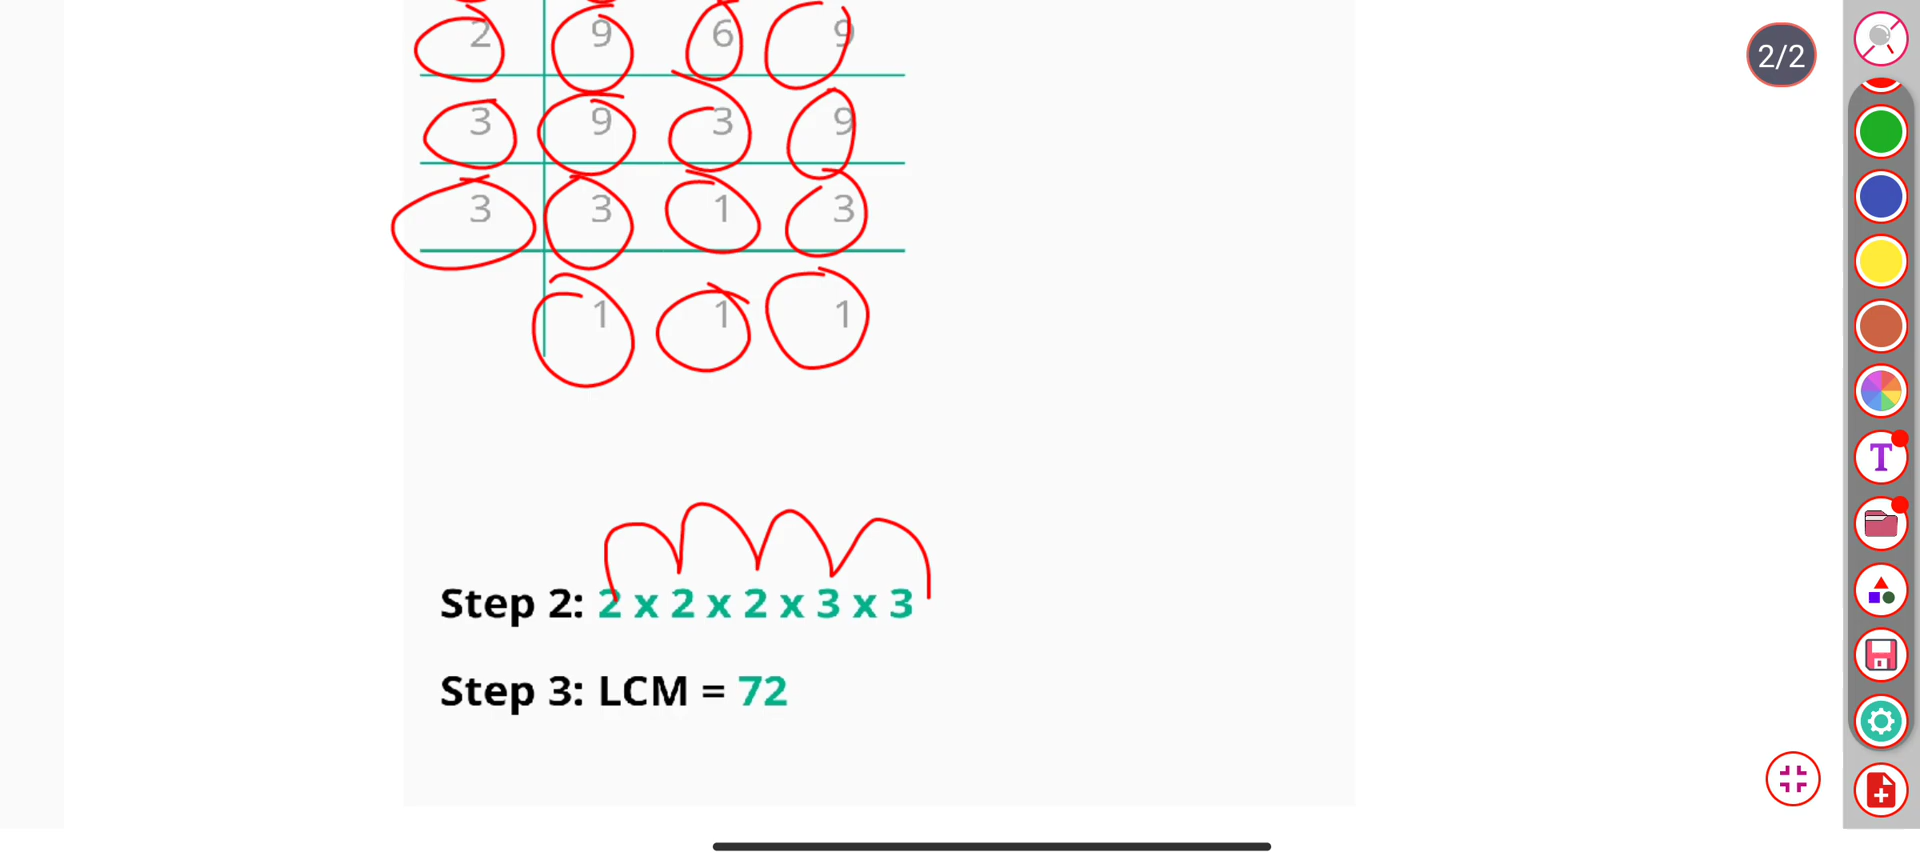 2 9 6 9
3 9 3 9
3 3 1 3
1 1 1
Step 2: 2 x 2 x 2 x 3 x 3
Step 3: LCM = 72
2/2
T